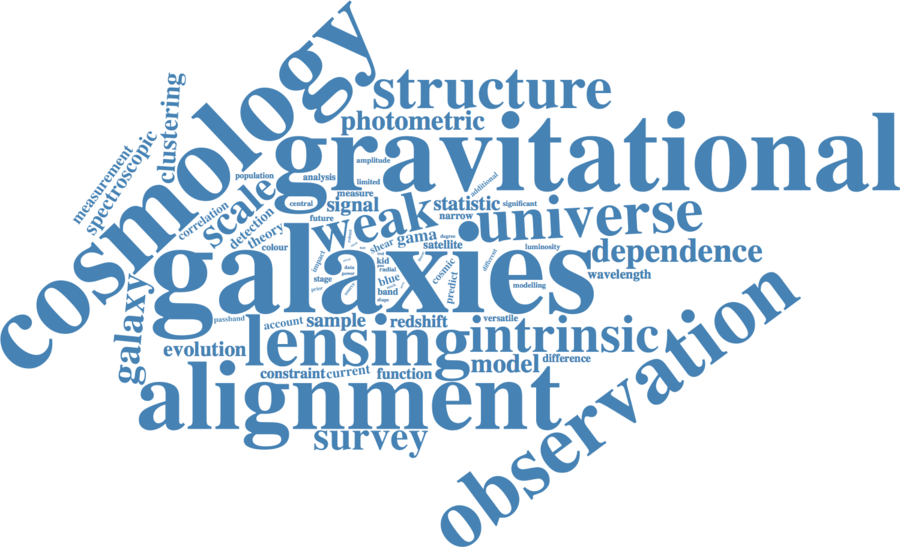 cosmology
structure
photometric
gravitational
clustering
spectroscopic
measurement
amplitude
population
analysis
limited
additional
scale
measure
central
signal
weak
statistic
significant
correlation
detection
theory
future
narrow
universe
colour
shear
gama
degree
satellite
luminosity
dependence
galaxies
impact
kid
radial
cosmic
different
wavelength
stage
data
blue
band
shape
predict
modelling
galaxy
passband
account
sample
redshift
versatile
lensing
intrinsic
evolution
model
difference
constraint
current
function
alignment
survey
observation